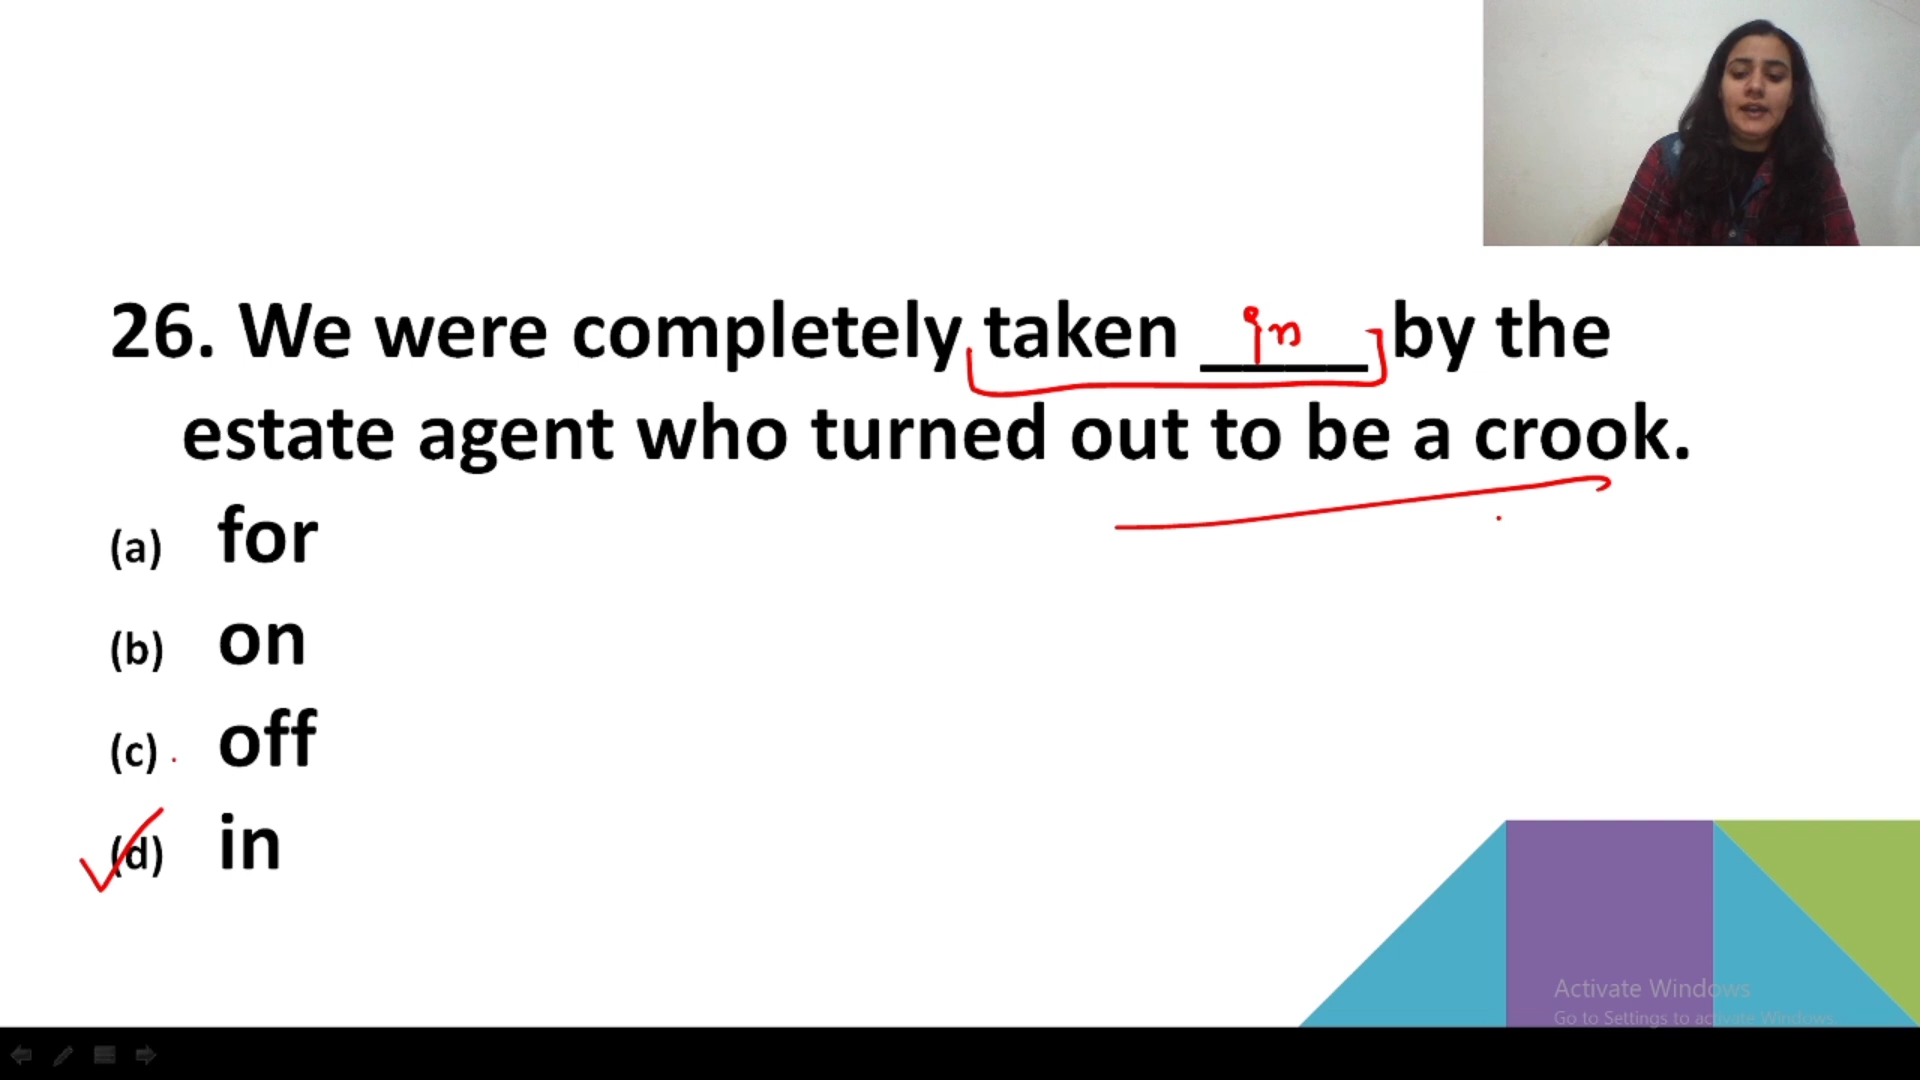 26. We were completely taken in by the
estate agent who turned out to be a crook.
(a) for
(b) on
(c) off
(d) in
Activate Windows
Go to Settings to activate Windows.